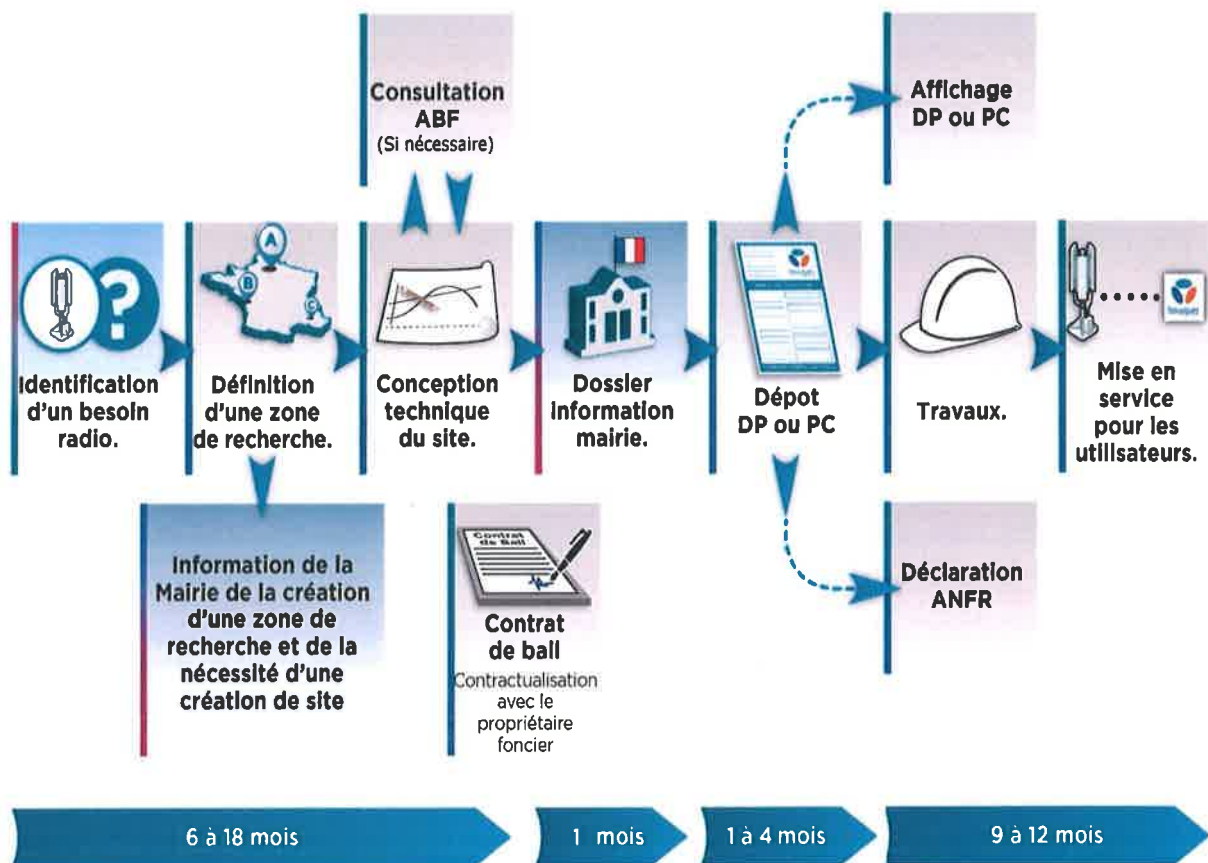 Consultation
ABF
(Si nécessaire)
Affichage
DP ou PC
A
B
C
Identification
d'un besoin
radio.
Définition
d'une zone
de recherche.
Conception
technique
du site.
Dossier
Information
mairie.
Dépot
DP ou PC
Travaux.
Mise en
service
pour les
utilisateurs.
Information de la
Mairie de la création
d'une zone de
recherche et de la
nécessité d'une
création de site
Contrat
de Bail
Contrat
de bail
Contractualisation
avec le
propriétaire
foncier
Déclaration
ANFR
6 à 18 mois
1 mois
1 à 4 mois
9 à 12 mois